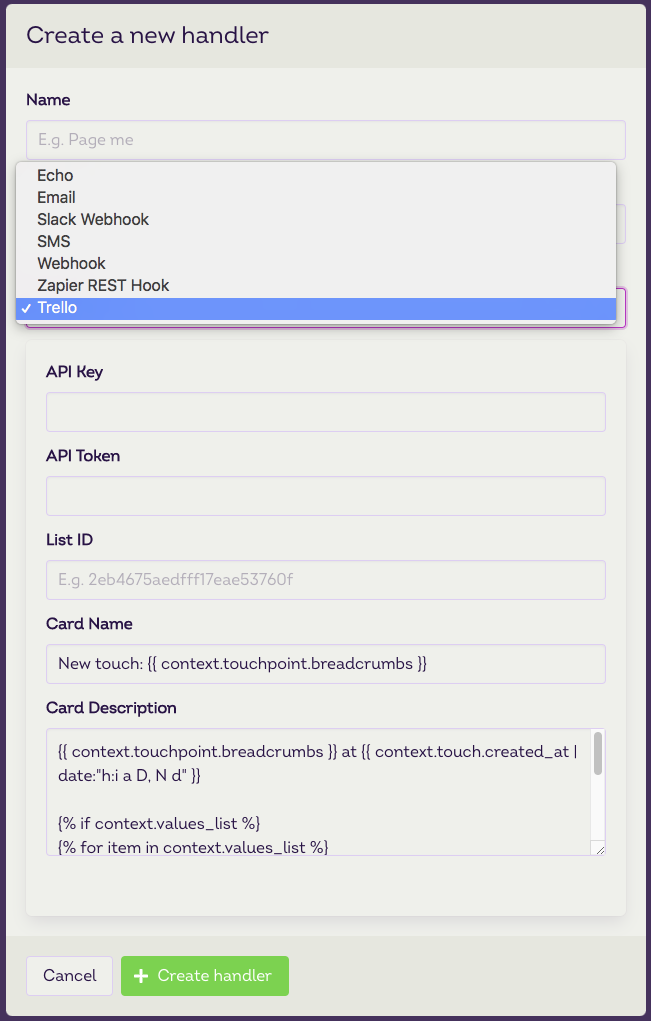 Create a new handler
Name
E.g. Page me
Echo
Email
Slack Webhook
SMS
Webhook
Zapier REST Hook
✓ Trello
API Key
API Token
List ID
E.g. 2eb4675aedfff17eae53760f
Card Name
New touch: {{ context.touchpoint.breadcrumbs }}
Card Description
{{ context.touchpoint.breadcrumbs }} at {{ context.touch.created_at |
date:"h:i a D, N d" }}
{% if context.values_list %}
{% for item in context.values_list %}
Cancel
+ Create handler